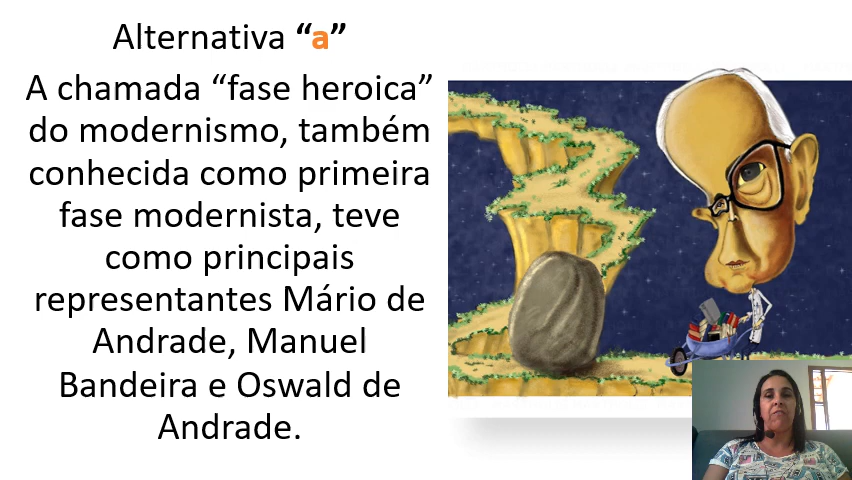 Alternativa “a”
A chamada “fase heroica”
do modernismo, também
conhecida como primeira
fase modernista, teve
como principais
representantes Mário de
Andrade, Manuel
Bandeira e Oswald de
Andrade.